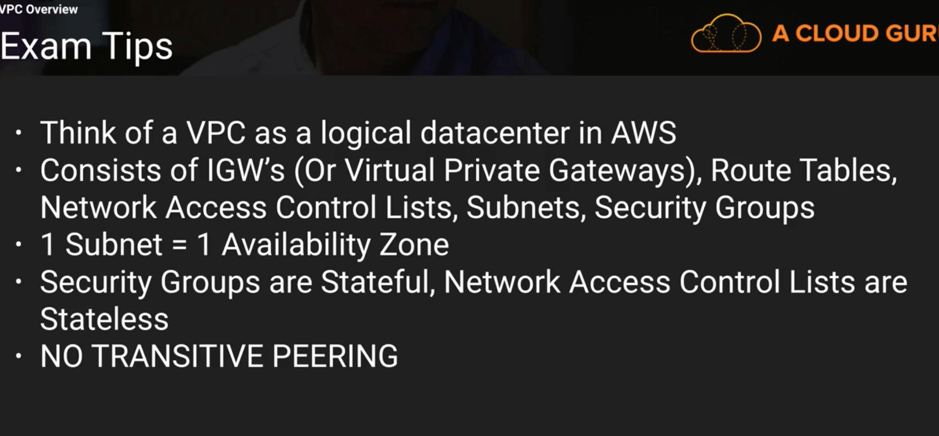 VPC Overview
Exam Tips
A CLOUD GUR
• Think of a VPC as a logical datacenter in AWS
• Consists of IGW's (Or Virtual Private Gateways), Route Tables,
Network Access Control Lists, Subnets, Security Groups
• 1 Subnet = 1 Availability Zone
• Security Groups are Stateful, Network Access Control Lists are
Stateless
• NO TRANSITIVE PEERING